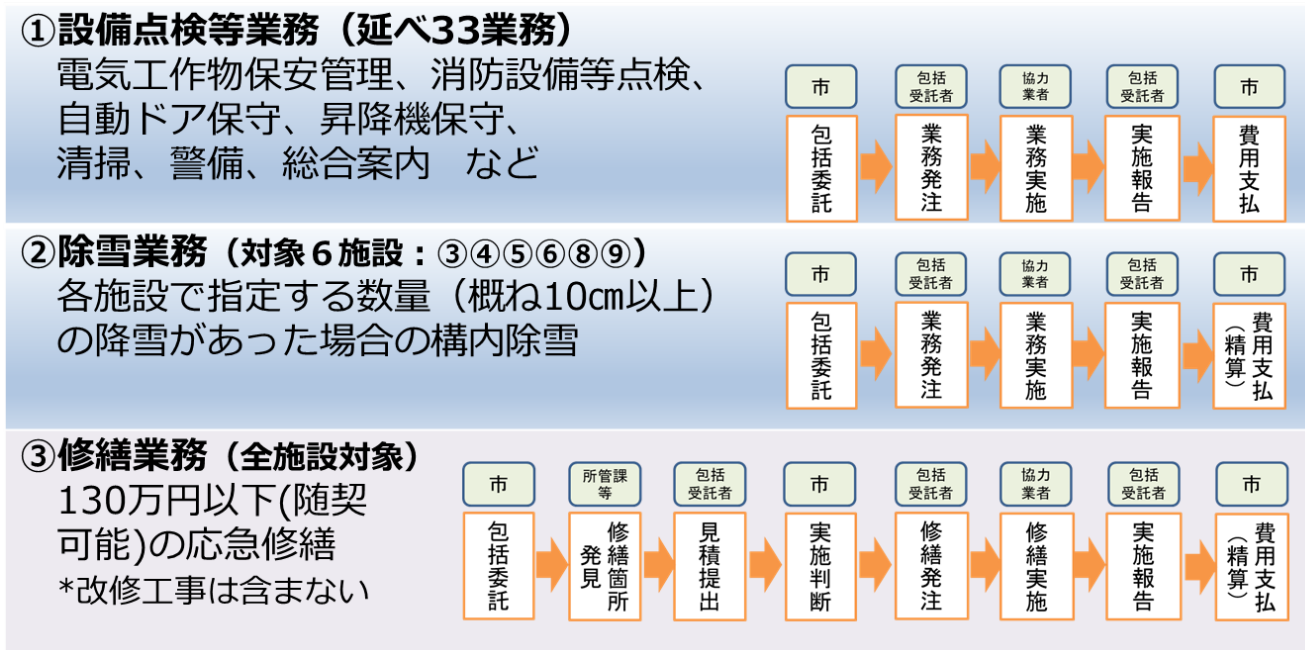 ①設備点検等業務（延べ33業務）
電気工作物保安管理、消防設備等点検、
自動ドア保守、昇降機保守、
清掃、警備、総合案内　など
市
包括
受託者
協力
業者
包括
受託者
市
包括委託
業務発注
業務実施
実施報告
費用支払
②除雪業務（対象６施設：③④⑤⑥⑧⑨）
各施設で指定する数量（概ね10㎝以上）
の降雪があった場合の構内除雪
市
包括
受託者
協力
業者
包括
受託者
市
包括委託
業務発注
業務実施
実施報告
費用支払
（精算）
③修繕業務（全施設対象）
130万円以下(随契
可能)の応急修繕
*改修工事は含まない
市
所管課
等
包括
受託者
市
包括
受託者
協力
業者
包括
受託者
市
包括委託
修繕箇所
発見
見積提出
実施判断
修繕発注
修繕実施
実施報告
費用支払
（精算）